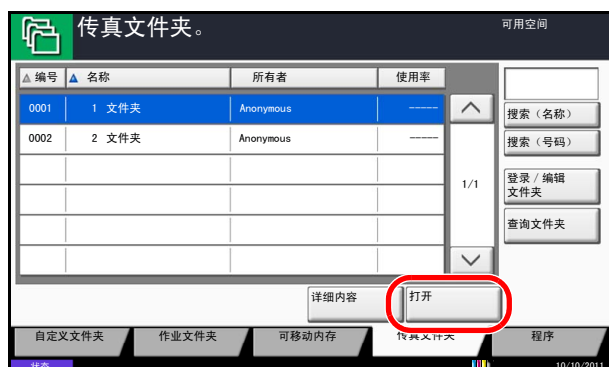 传真文件夹。
可用空间
编号 名称 所有者 使用率
0001 1 文件夹 Anonymous -----
0002 2 文件夹 Anonymous -----
1/1
搜索（名称）
搜索（号码）
登录 / 编辑
文件夹
查询文件夹
详细内容
打开
自定义文件夹 作业文件夹 可移动内存 传真文件夹 程序
状态 10/10/2011